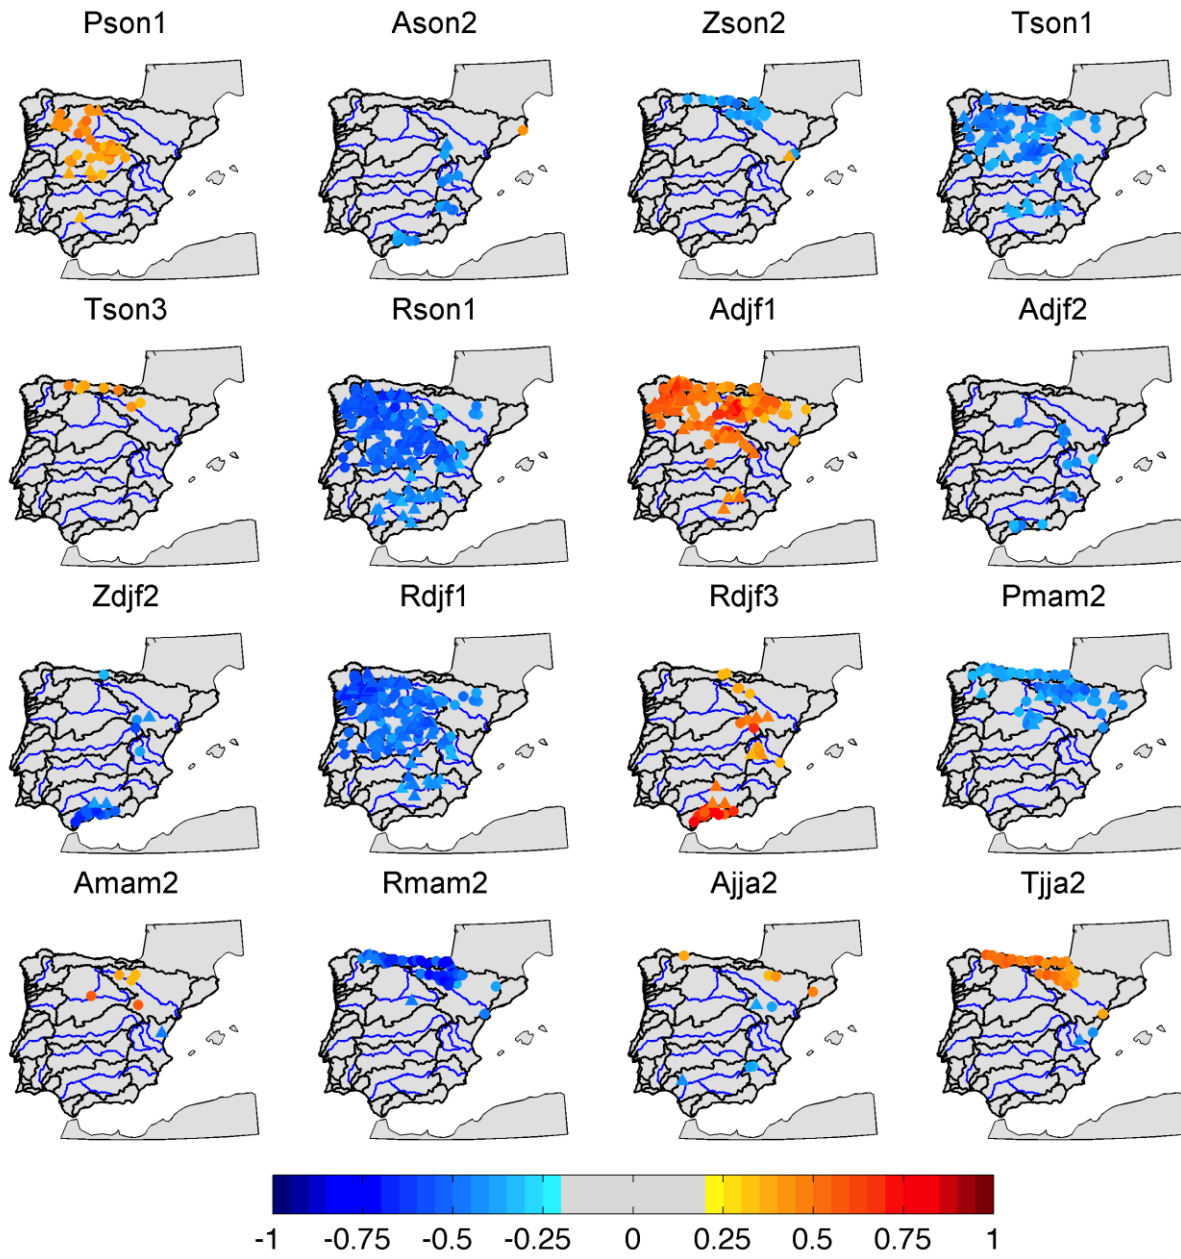 Pson1 Ason2 Zson2 Tson1
Tson3 Rson1 Adjf1 Adjf2
Zdjf2 Rdjf1 Rdjf3 Pmam2
Amam2 Rmam2 Ajja2 Tjja2
-1 -0.75 -0.5 -0.25 0 0.25 0.5 0.75 1